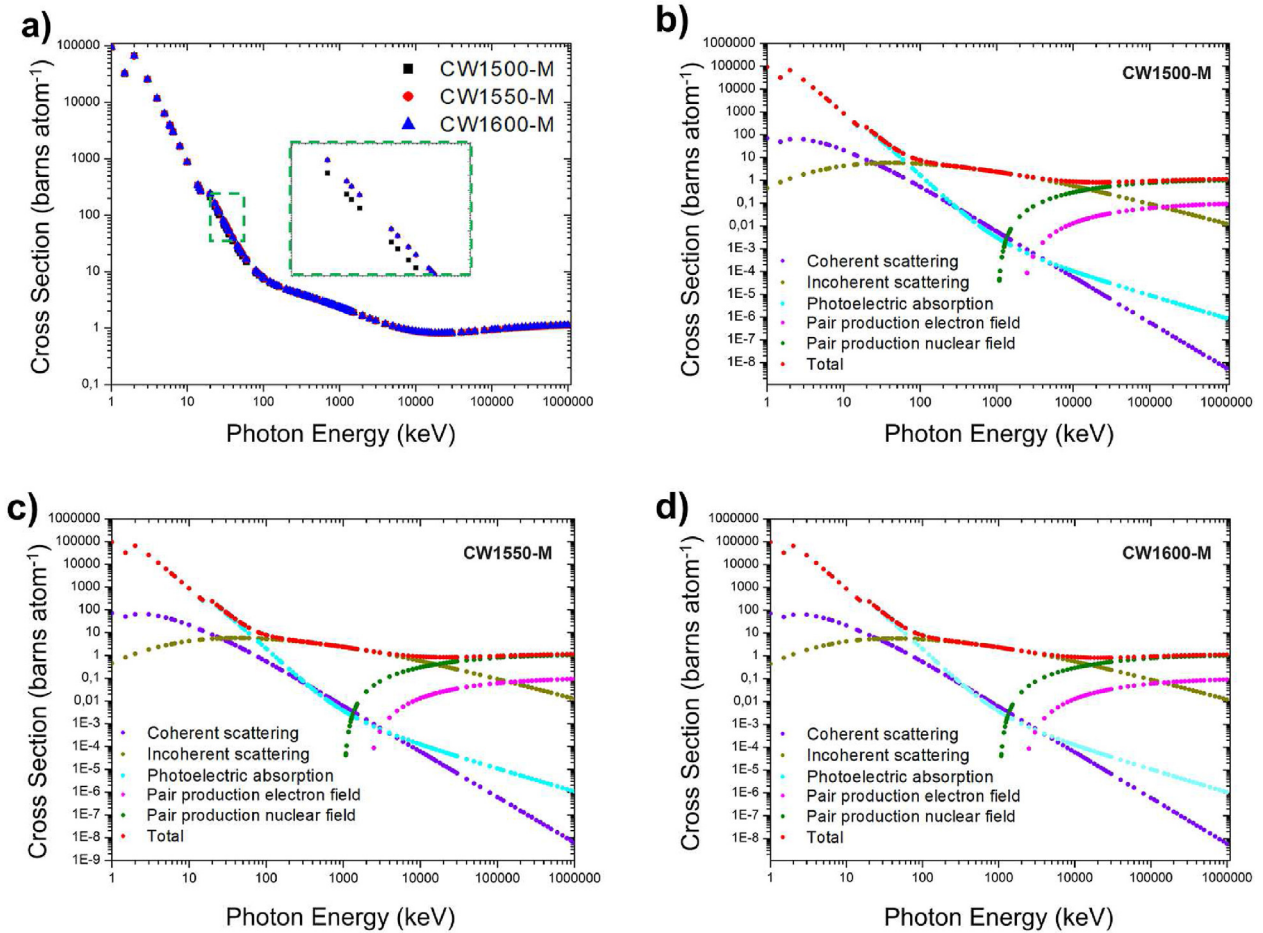 a)
Cross Section (barns atom-1)
100000
10000
1000
100
10
1
0,1
CW1500-M
CW1550-M
CW1600-M
1 10 100 1000 10000 100000 1000000
Photon Energy (keV)
b)
Cross Section (barns atom-1)
1000000
100000
10000
1000
100
10
1
0,1
0,01
1E-3
1E-4
1E-5
1E-6
1E-7
1E-8
CW1500-M
Coherent scattering
Incoherent scattering
Photoelectric absorption
Pair production electron field
Pair production nuclear field
Total
1 10 100 1000 10000 100000 1000000
Photon Energy (keV)
c)
Cross Section (barns atom-1)
1000000
100000
10000
1000
100
10
1
0,1
0,01
1E-3
1E-4
1E-5
1E-6
1E-7
1E-8
1E-9
CW1550-M
Coherent scattering
Incoherent scattering
Photoelectric absorption
Pair production electron field
Pair production nuclear field
Total
1 10 100 1000 10000 100000 1000000
Photon Energy (keV)
d)
Cross Section (barns atom-1)
1000000
100000
10000
1000
100
10
1
0,1
0,01
1E-3
1E-4
1E-5
1E-6
1E-7
1E-8
CW1600-M
Coherent scattering
Incoherent scattering
Photoelectric absorption
Pair production electron field
Pair production nuclear field
Total
1 10 100 1000 10000 100000 1000000
Photon Energy (keV)